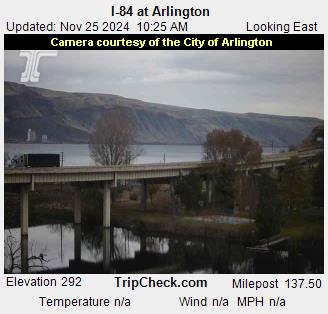 I-84 at Arlington
Updated: Nov 25 2024 10:25 AM Looking East
Camera courtesy of the City of Arlington
Elevation 292 TripCheck.com Milepost 137.50
Temperature n/a Wind n/a MPH n/a